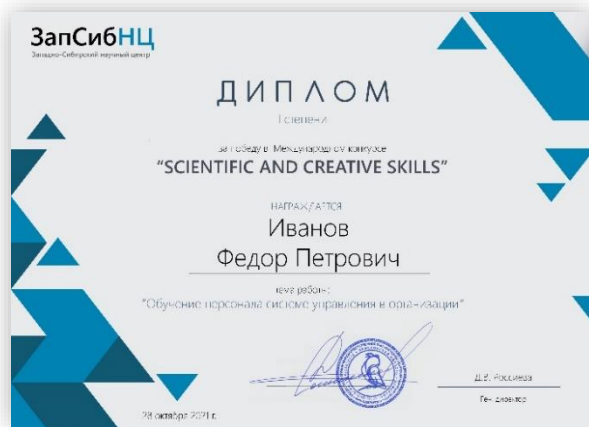 ЗапСибНЦ
Западно-Сибирский научный центр
ДИПЛОМ
I степени
за победу в Международном конкурсе
"SCIENTIFIC AND CREATIVE SKILLS"
НАГРАЖДАЕТСЯ
Иванов
Федор Петрович
тема работы:
"Обучение персонала системе управления в организации"
Д.В. Россиева
Ген. директор
28 октября 2021 г.